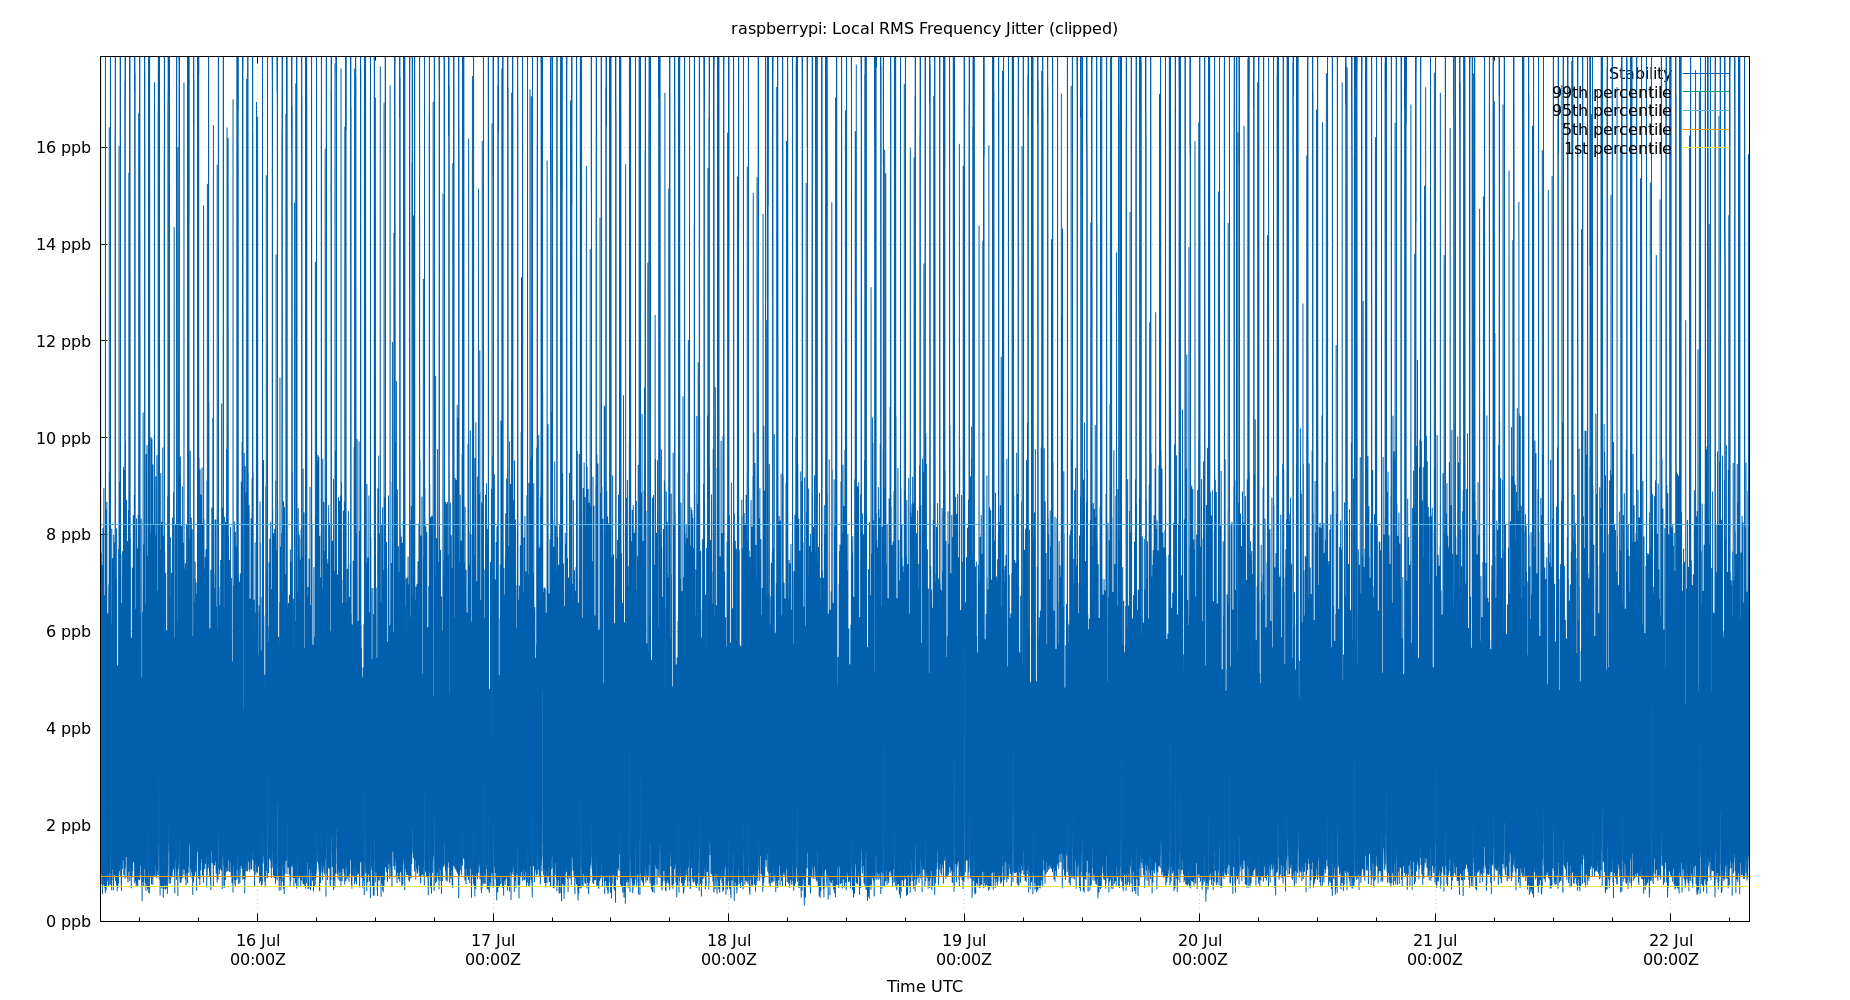 raspberrypi: Local RMS Frequency Jitter (clipped)
Stability
99th percentile
95th percentile
5th percentile
1st percentile
16 ppb
14 ppb
12 ppb
10 ppb
8 ppb
6 ppb
4 ppb
2 ppb
0 ppb
16 Jul 17 Jul 18 Jul 19 Jul 20 Jul 21 Jul 22 Jul
00:00Z 00:00Z 00:00Z 00:00Z 00:00Z 00:00Z 00:00Z
Time UTC